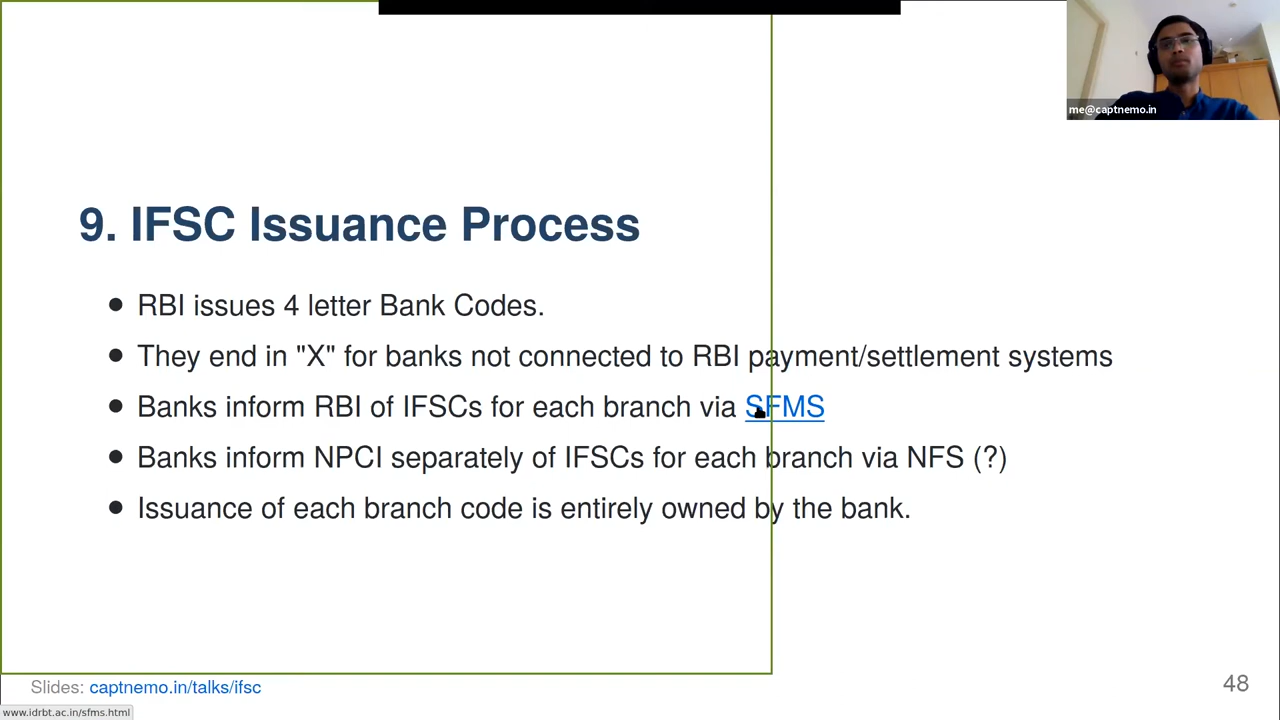 me@captnemo.in
9. IFSC Issuance Process
RBI issues 4 letter Bank Codes.
They end in "X" for banks not connected to RBI payment/settlement systems
Banks inform RBI of IFSCs for each branch via SFMS
Banks inform NPCI separately of IFSCs for each branch via NFS (?)
Issuance of each branch code is entirely owned by the bank.
Slides: captnemo.in/talks/ifsc
48
www.idrbt.ac.in/sfms.html